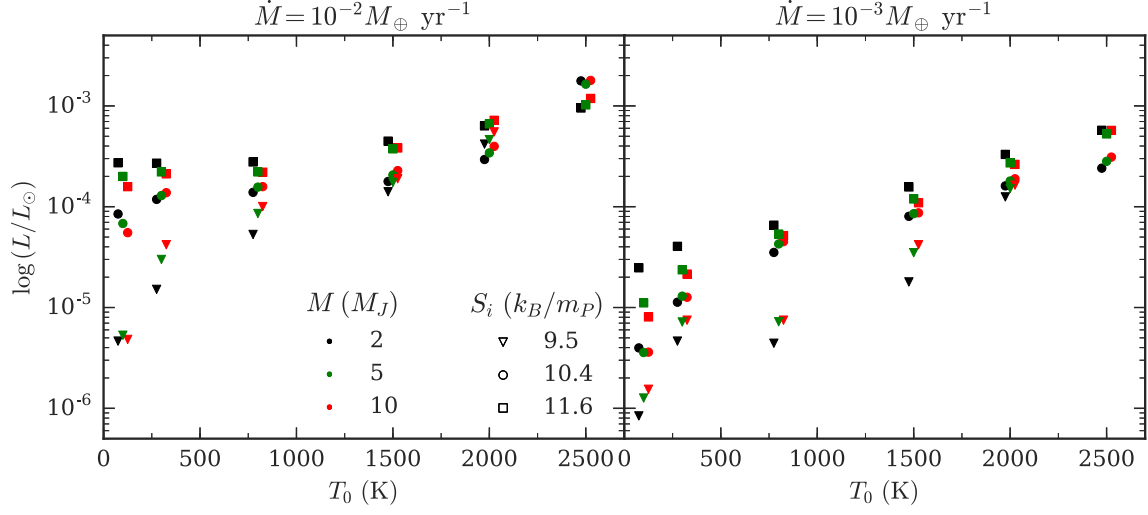 Ṁ = 10⁻² M⊕ yr⁻¹
Ṁ = 10⁻³ M⊕ yr⁻¹
log (L/L⊙)
10⁻³
10⁻⁴
10⁻⁵
10⁻⁶
M (M_J)
2
5
10
S_i (k_B/m_P)
9.5
10.4
11.6
0 500 1000 1500 2000 2500
0 500 1000 1500 2000 2500
T₀ (K)
T₀ (K)